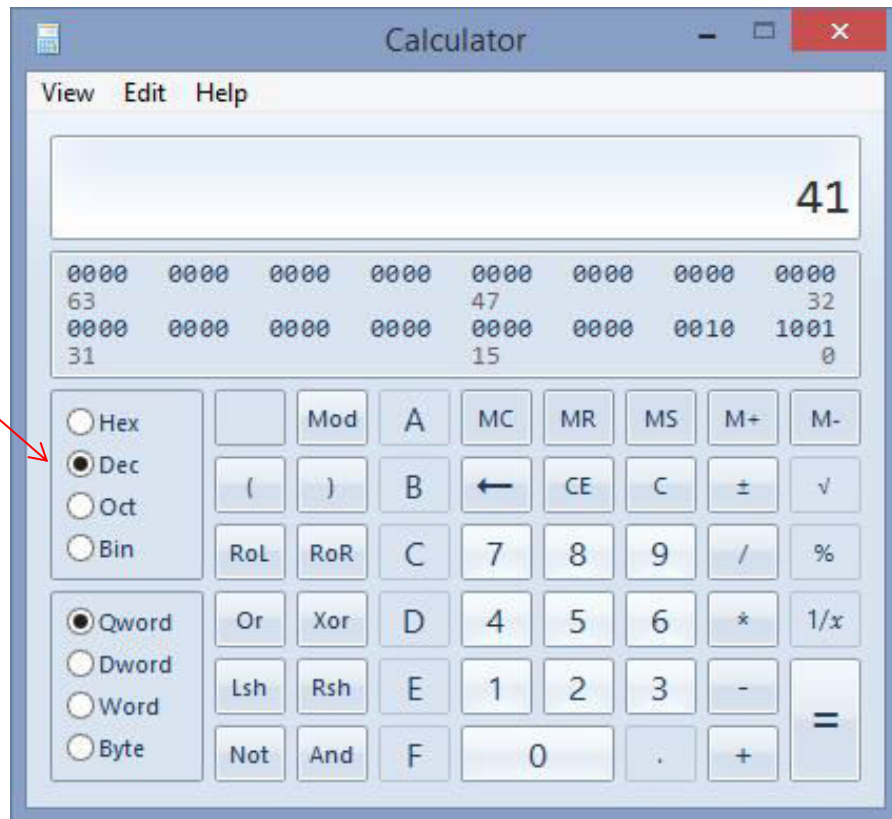 Calculator
View Edit Help
41
0000 0000 0000 0000 0000 0000 0000 0000
63 47 32
0000 0000 0000 0000 0000 0000 0010 1001
31 15 0
Hex Mod A MC MR MS M+ M-
Dec ( ) B ← CE C ± √
Oct
Bin RoL RoR C 7 8 9 / %
Qword Or Xor D 4 5 6 * 1/x
Dword
Word Lsh Rsh E 1 2 3 - =
Byte Not And F 0 . +